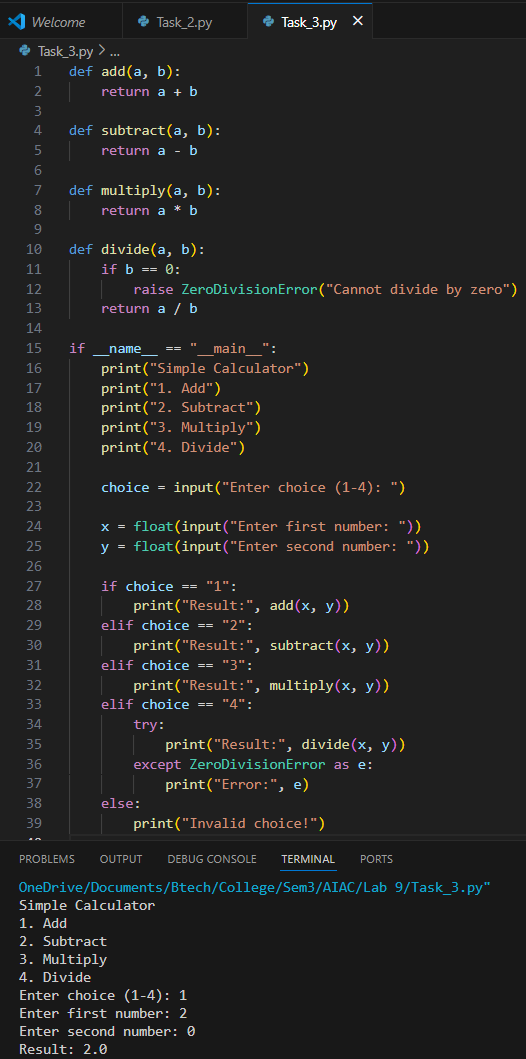 Welcome Task_2.py Task_3.py ×
Task_3.py > ...
1 def add(a, b):
2     return a + b
3
4 def subtract(a, b):
5     return a - b
6
7 def multiply(a, b):
8     return a * b
9
10 def divide(a, b):
11     if b == 0:
12         raise ZeroDivisionError("Cannot divide by zero")
13     return a / b
14
15 if __name__ == "__main__":
16     print("Simple Calculator")
17     print("1. Add")
18     print("2. Subtract")
19     print("3. Multiply")
20     print("4. Divide")
21
22     choice = input("Enter choice (1-4): ")
23
24     x = float(input("Enter first number: "))
25     y = float(input("Enter second number: "))
26
27     if choice == "1":
28         print("Result:", add(x, y))
29     elif choice == "2":
30         print("Result:", subtract(x, y))
31     elif choice == "3":
32         print("Result:", multiply(x, y))
33     elif choice == "4":
34         try:
35             print("Result:", divide(x, y))
36         except ZeroDivisionError as e:
37             print("Error:", e)
38     else:
39         print("Invalid choice!")
PROBLEMS OUTPUT DEBUG CONSOLE TERMINAL PORTS
OneDrive/Documents/Btech/College/Sem3/AIAC/Lab 9/Task_3.py"
Simple Calculator
1. Add
2. Subtract
3. Multiply
4. Divide
Enter choice (1-4): 1
Enter first number: 2
Enter second number: 0
Result: 2.0